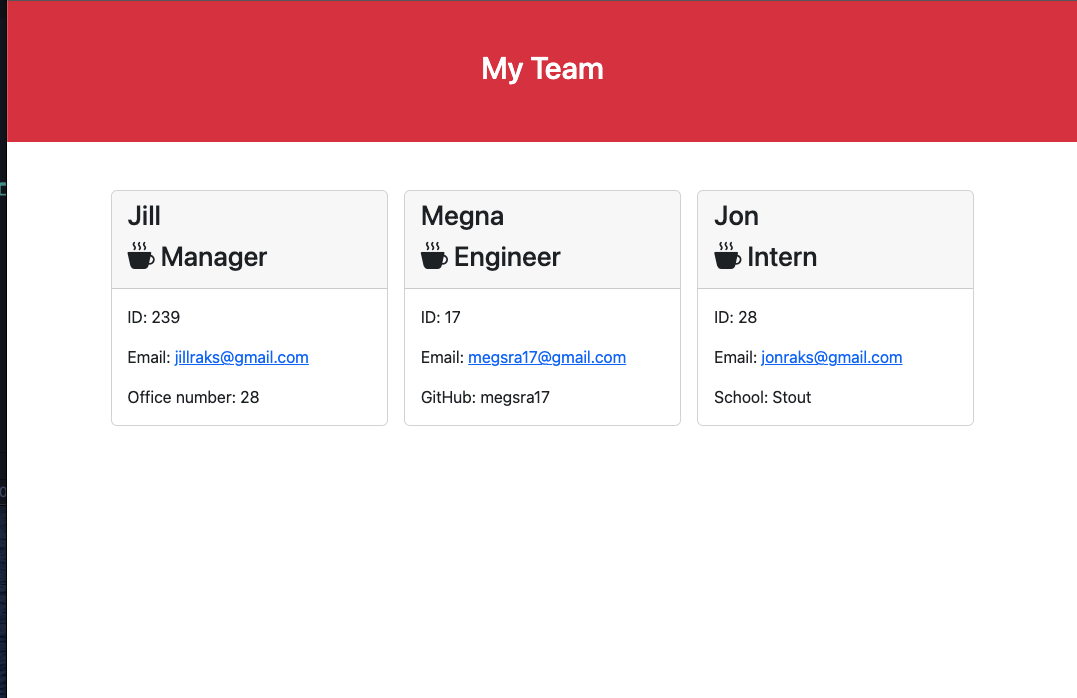 My Team
Jill
Manager
ID: 239
Email: jillraks@gmail.com
Office number: 28
Megna
Engineer
ID: 17
Email: megsra17@gmail.com
GitHub: megsra17
Jon
Intern
ID: 28
Email: jonraks@gmail.com
School: Stout